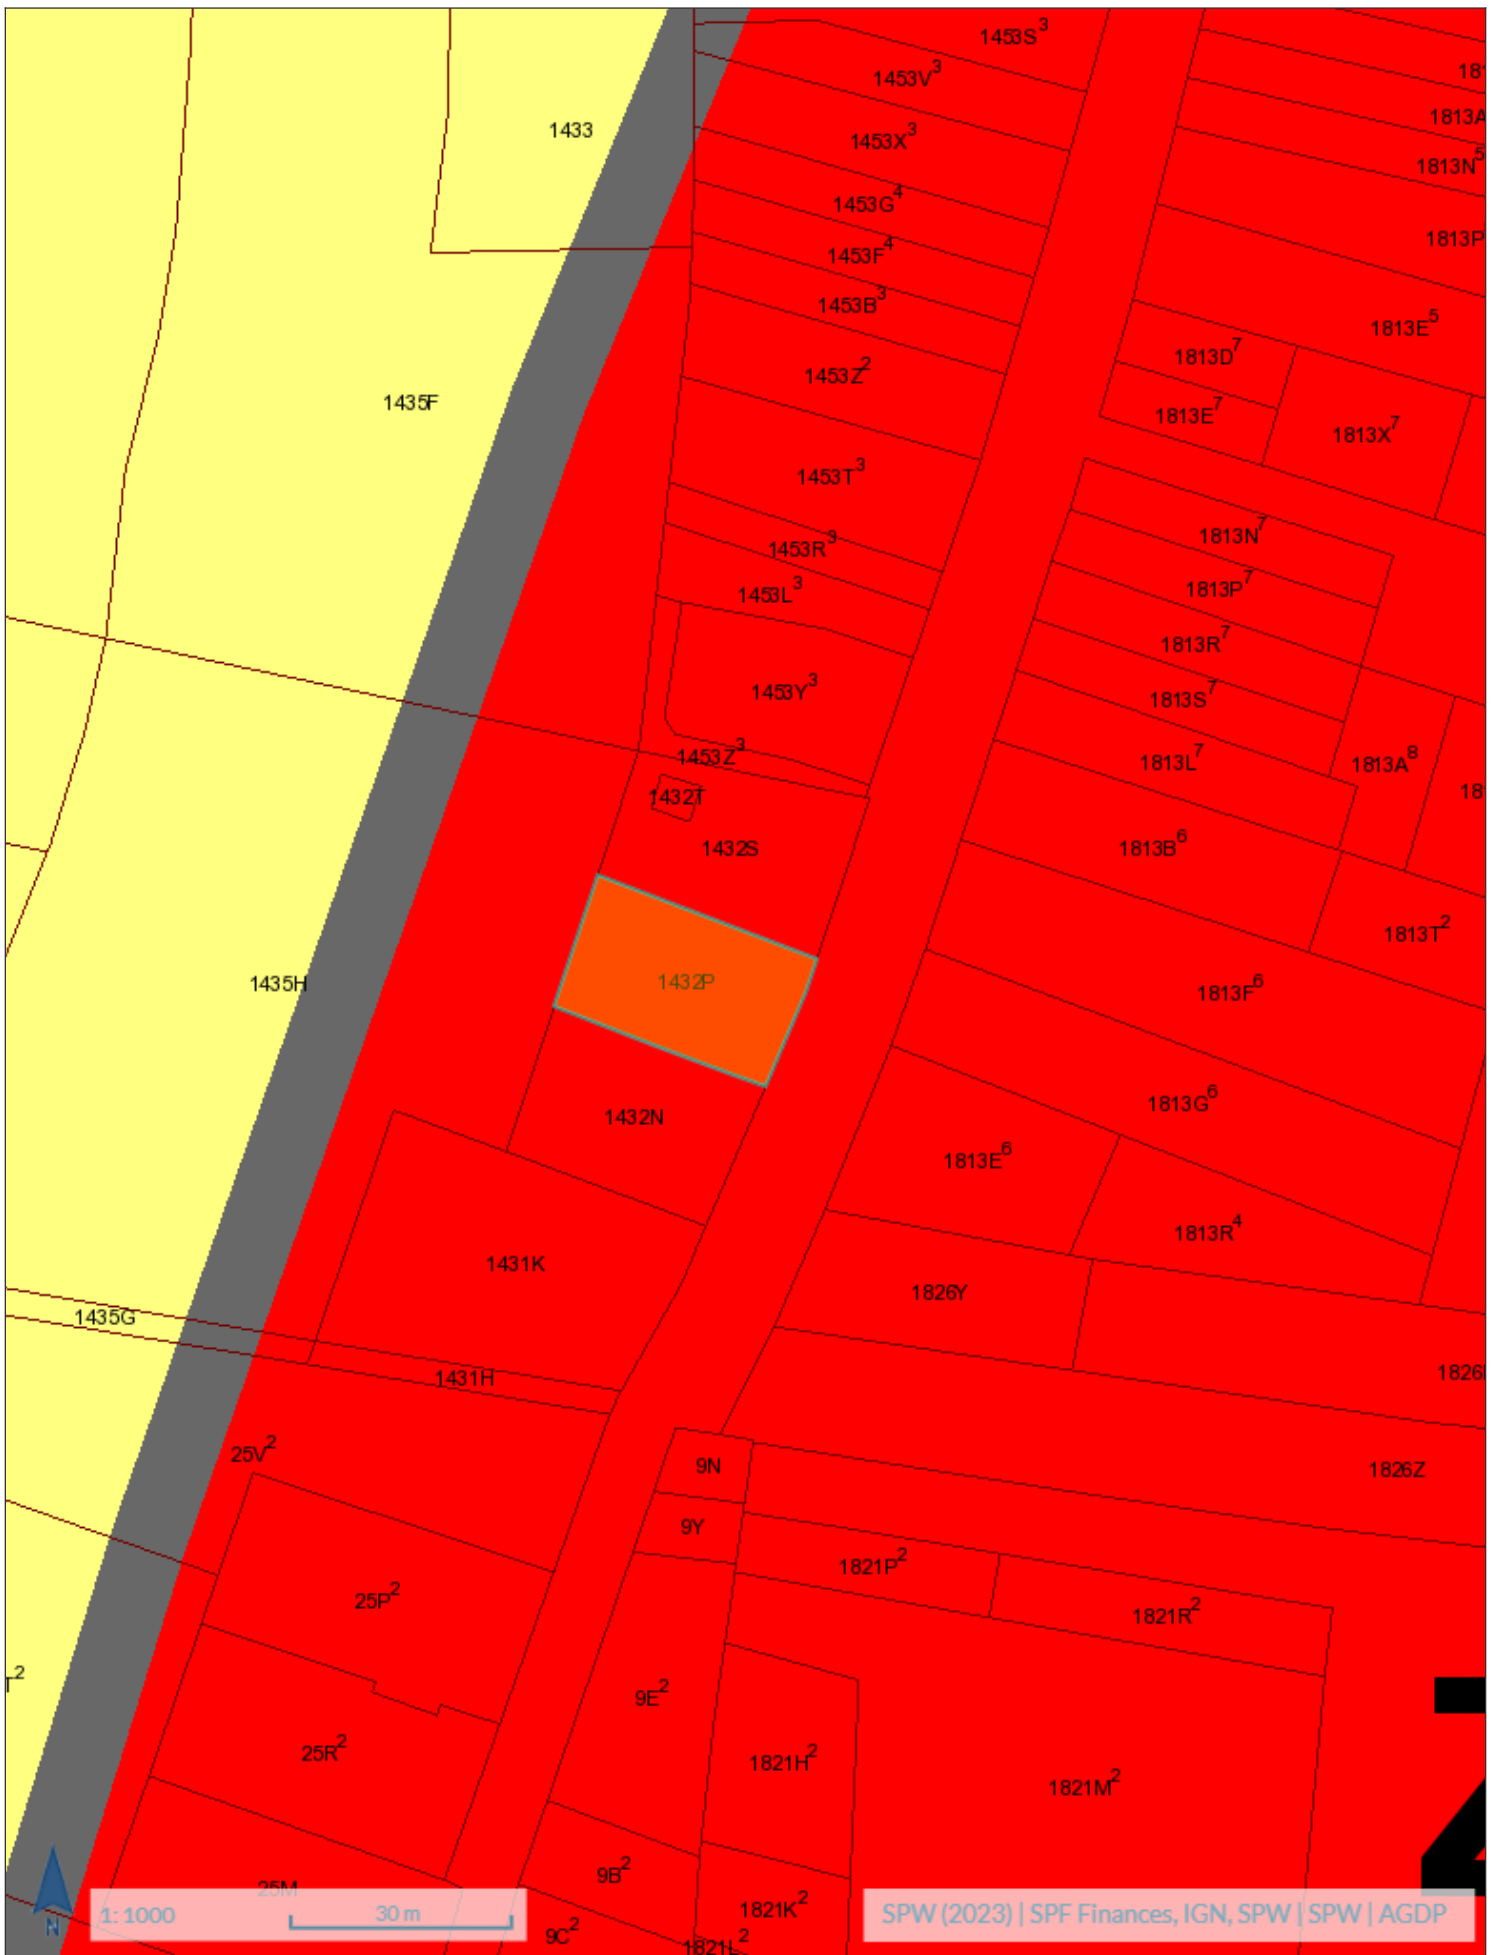 1453S³
1453V³
1433
1453X³
1813A
1813N⁵
1453G⁴
1813P
1453F⁴
1453B³
1813E⁵
1813D⁷
1453Z²
1435F
1813E⁷
1813X⁷
1453T³
1813N⁷
1453R³
1813P⁷
1453L³
1813R⁷
1453Y³
1813S⁷
1453Z³
1813L⁷
1813A⁸
1432T
1432S
1813B⁶
1813T²
1435H
1432P
1813F⁶
1432N
1813G⁶
1813E⁶
1813R⁴
1431K
1826Y
1435G
1431H
1826
25V²
9N
1826Z
9Y
1821P²
25P²
1821R²
9E²
25R²
1821H²
1821M²
9B²
25M
1821K²
9C²
1821L²
N
1: 1000
30 m
SPW (2023) | SPF Finances, IGN, SPW | SPW | AGDP